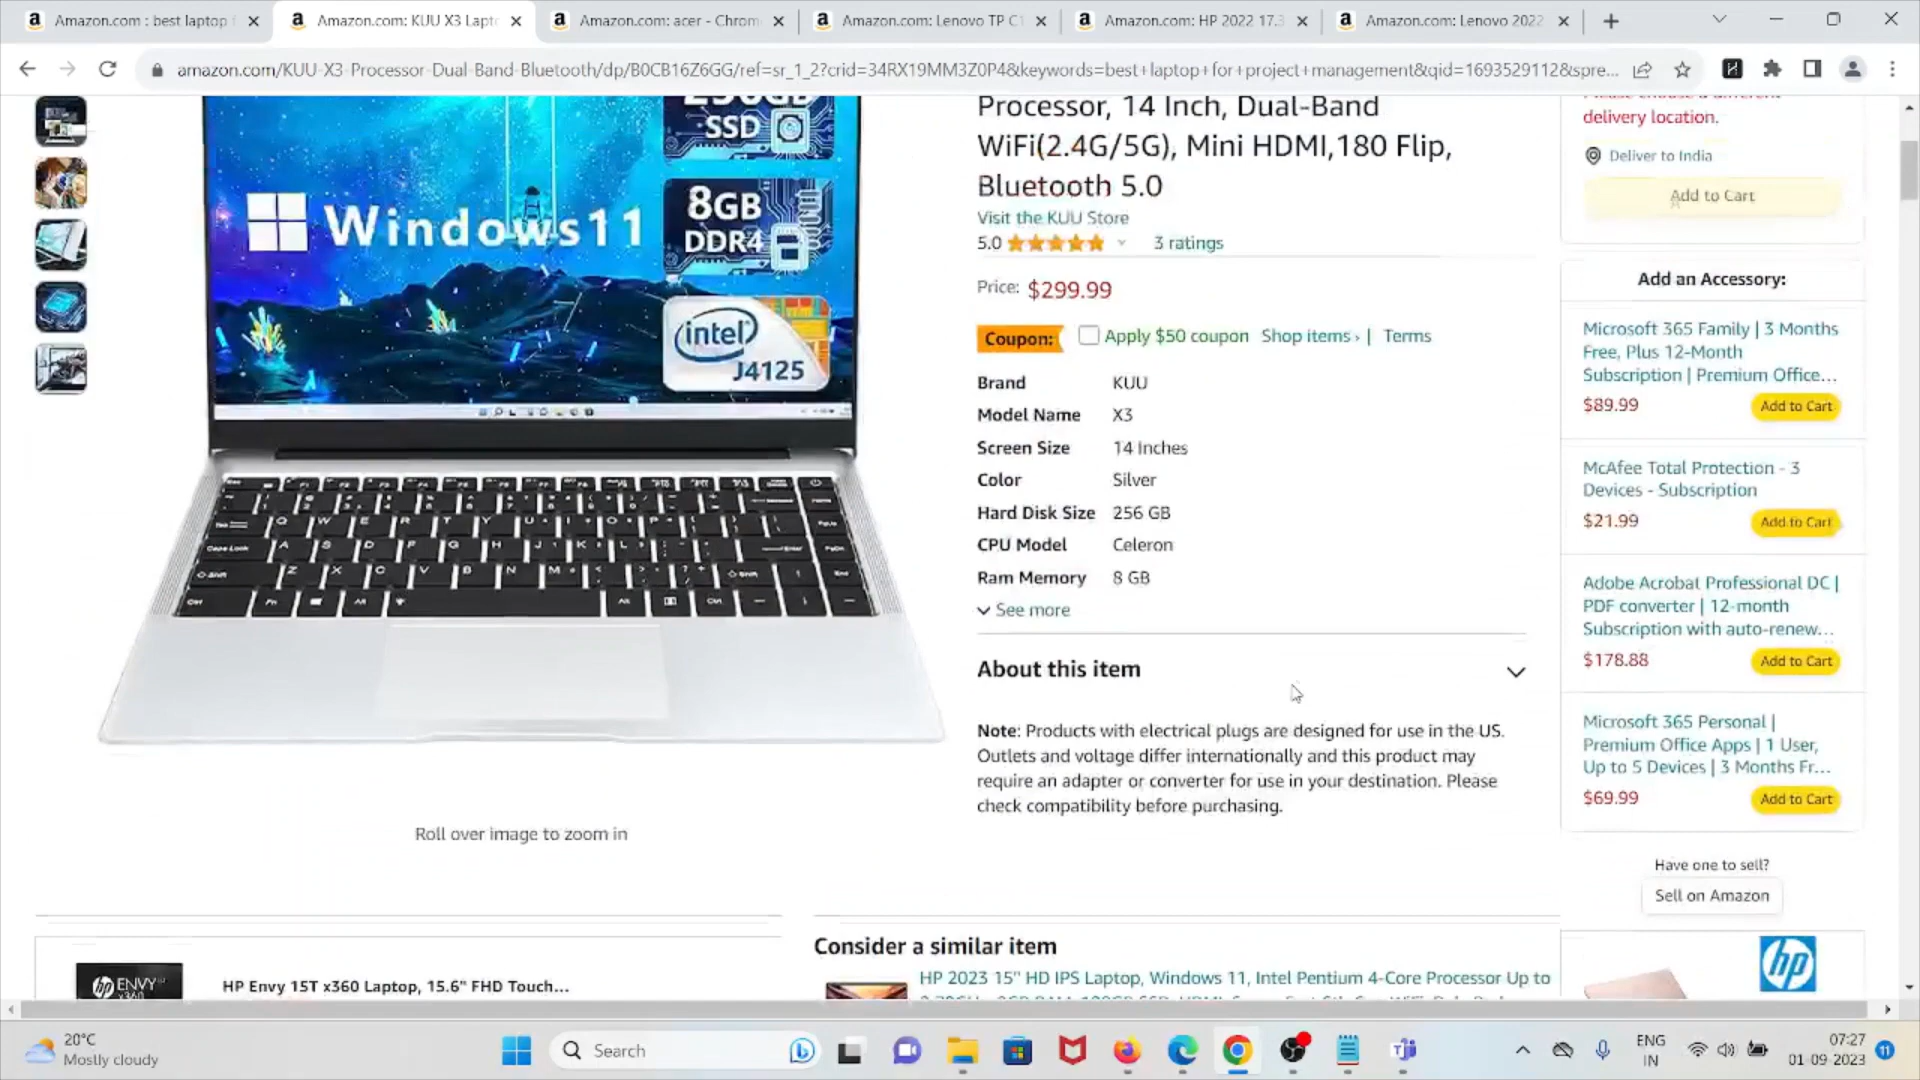 Amazon.com : best laptop f
Amazon.com: KUU X3 Lapto
Amazon.com: acer - Chrom
Amazon.com: Lenovo TP C1
Amazon.com: HP 2022 17.3
Amazon.com: Lenovo 2022
amazon.com/KUU-X3-Processor-Dual-Band-Bluetooth/dp/B0CB16Z6GG/ref=sr_1_2?crid=34RX19MM3Z0P4&keywords=best+laptop+for+project+management&qid=1693529112&spre...
256GB
SSD
Windows11
8GB
DDR4
intel
J4125
Roll over image to zoom in
Processor, 14 Inch, Dual-Band
WiFi(2.4G/5G), Mini HDMI,180 Flip,
Bluetooth 5.0
Visit the KUU Store
5.0 3 ratings
Price: $299.99
Coupon: Apply $50 coupon Shop items › | Terms
Brand KUU
Model Name X3
Screen Size 14 Inches
Color Silver
Hard Disk Size 256 GB
CPU Model Celeron
Ram Memory 8 GB
See more
About this item
Note: Products with electrical plugs are designed for use in the US.
Outlets and voltage differ internationally and this product may
require an adapter or converter for use in your destination. Please
check compatibility before purchasing.
delivery location.
Deliver to India
Add to Cart
Add an Accessory:
Microsoft 365 Family | 3 Months
Free, Plus 12-Month
Subscription | Premium Office...
$89.99 Add to Cart
McAfee Total Protection - 3
Devices - Subscription
$21.99 Add to Cart
Adobe Acrobat Professional DC |
PDF converter | 12-month
Subscription with auto-renew...
$178.88 Add to Cart
Microsoft 365 Personal |
Premium Office Apps | 1 User,
Up to 5 Devices | 3 Months Fr...
$69.99 Add to Cart
Have one to sell?
Sell on Amazon
HP ENVY
x360
HP Envy 15T x360 Laptop, 15.6" FHD Touch...
Consider a similar item
HP 2023 15" HD IPS Laptop, Windows 11, Intel Pentium 4-Core Processor Up to
hp
20°C
Mostly cloudy
Search
ENG
IN
07:27
01-09-2023
11